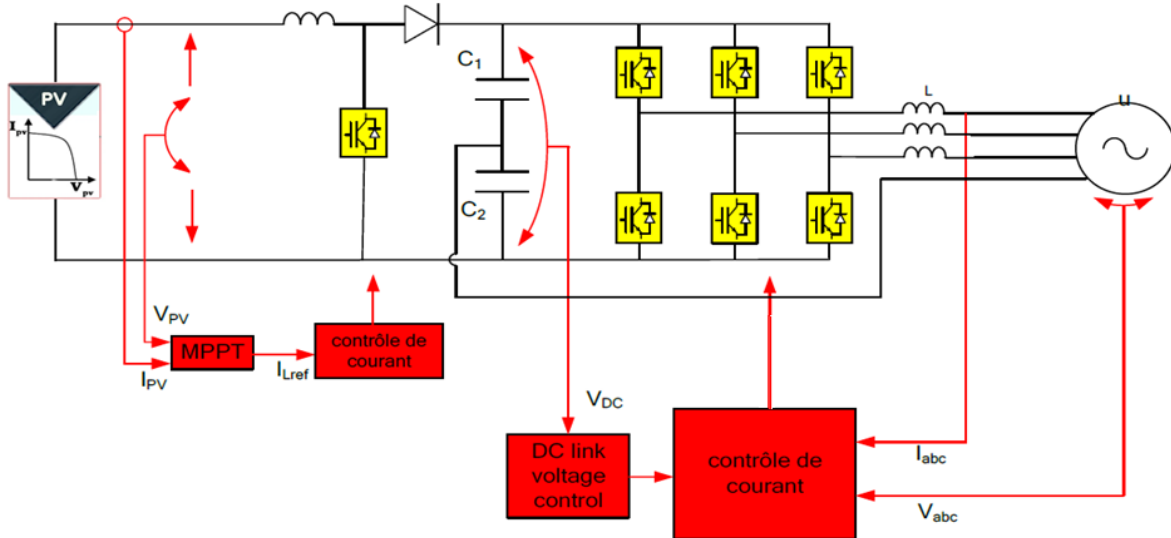 PV
Ipv
Vpv
C1
C2
L
u
VPV
IPV
MPPT
ILref
contrôle de
courant
VDC
DC link
voltage
control
contrôle de
courant
Iabc
Vabc